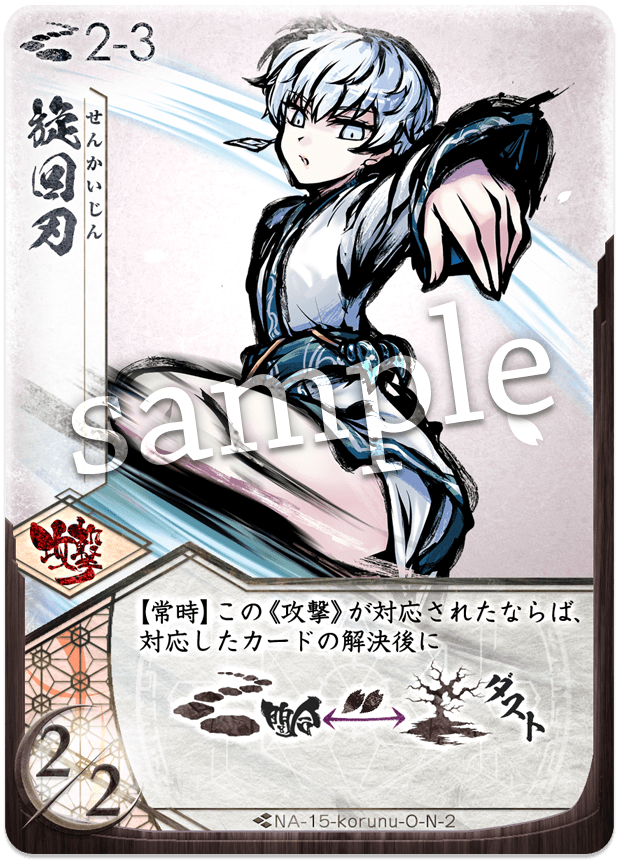 2-3
旋回刃
せんかいじん
sample
攻撃
【常時】この《攻撃》が対応されたならば、
対応したカードの解決後に
間合
ダスト
2/2
NA-15-korunu-O-N-2